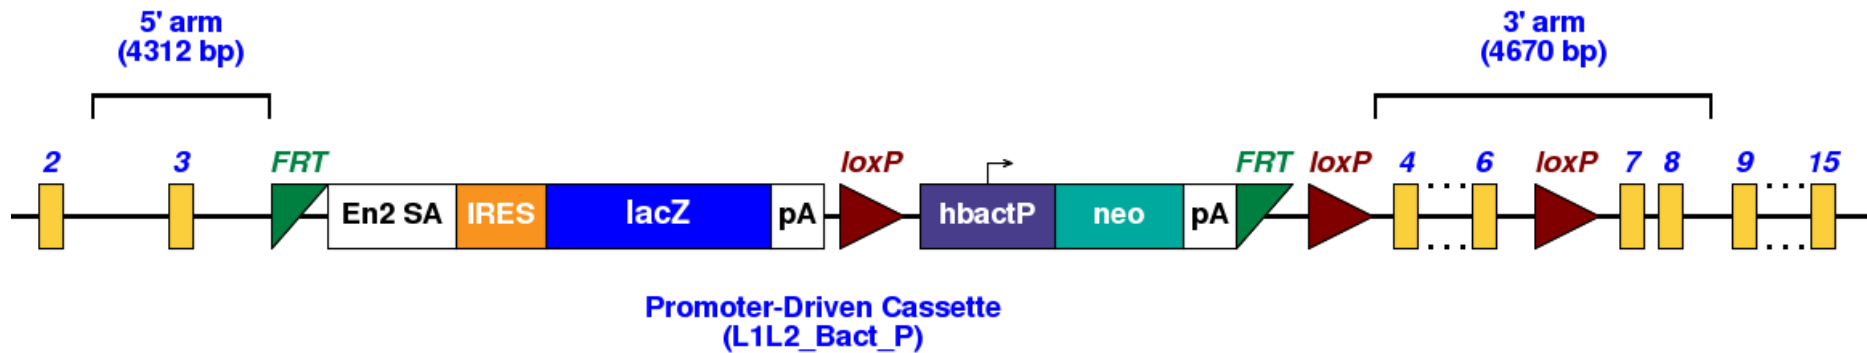 5' arm
(4312 bp)
3' arm
(4670 bp)
2 3 FRT loxP FRT loxP 4 6 loxP 7 8 9 15
En2 SA IRES lacZ pA hbactP neo pA
Promoter-Driven Cassette
(L1L2_Bact_P)